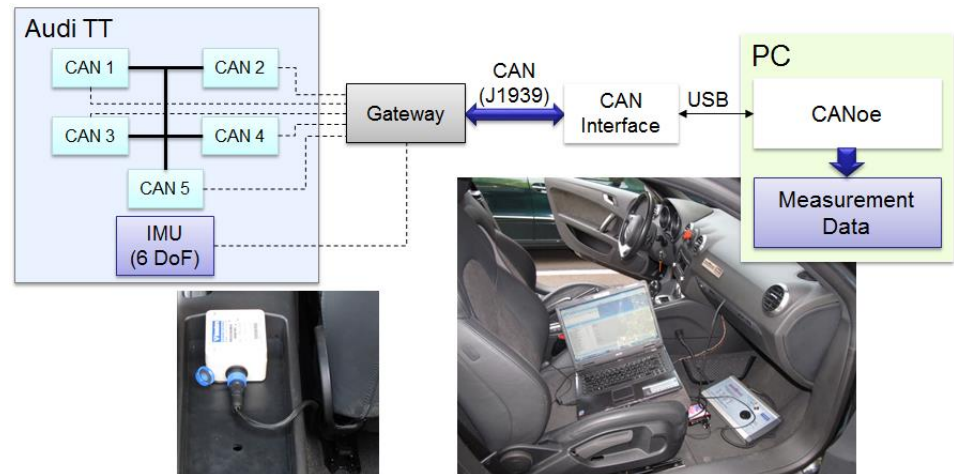 Audi TT
CAN 1
CAN 2
CAN 3
CAN 4
CAN 5
IMU
(6 DoF)
Gateway
CAN
(J1939)
CAN
Interface
USB
PC
CANoe
Measurement
Data